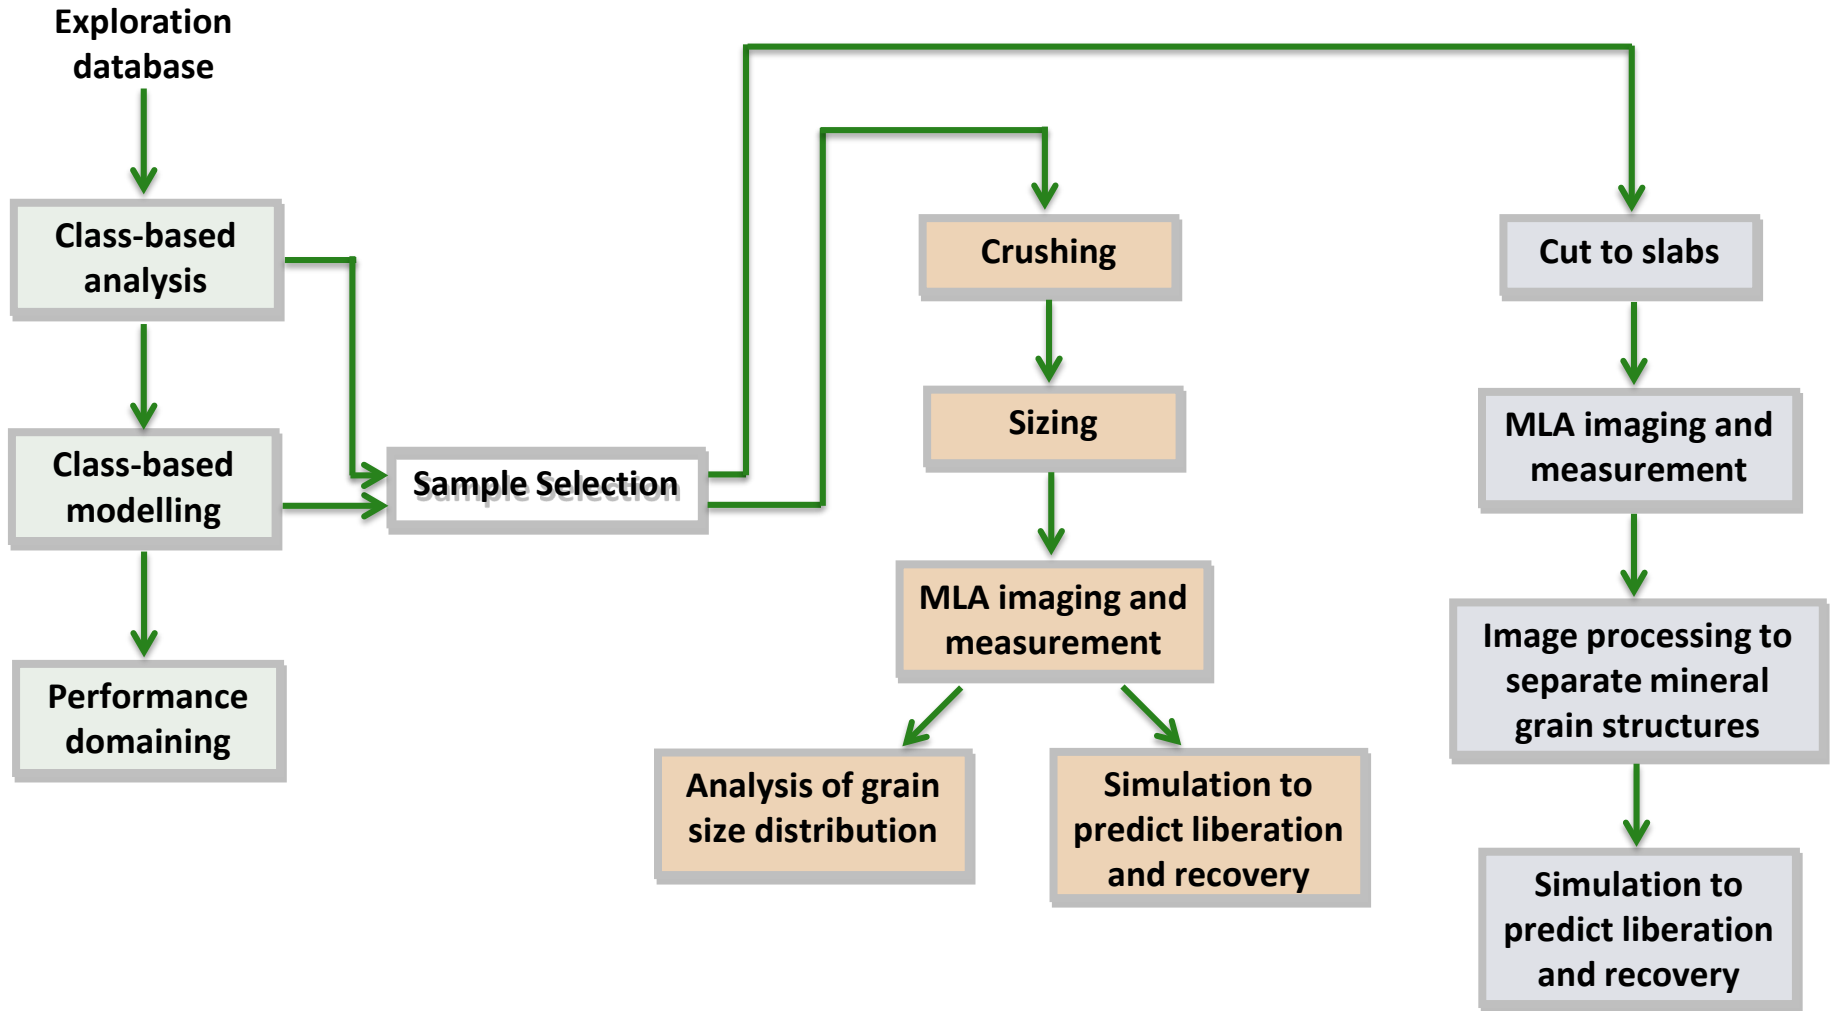 Exploration
database
Class-based
analysis
Class-based
modelling
Performance
domaining
Sample Selection
Crushing
Sizing
MLA imaging and
measurement
Analysis of grain
size distribution
Simulation to
predict liberation
and recovery
Cut to slabs
MLA imaging and
measurement
Image processing to
separate mineral
grain structures
Simulation to
predict liberation
and recovery